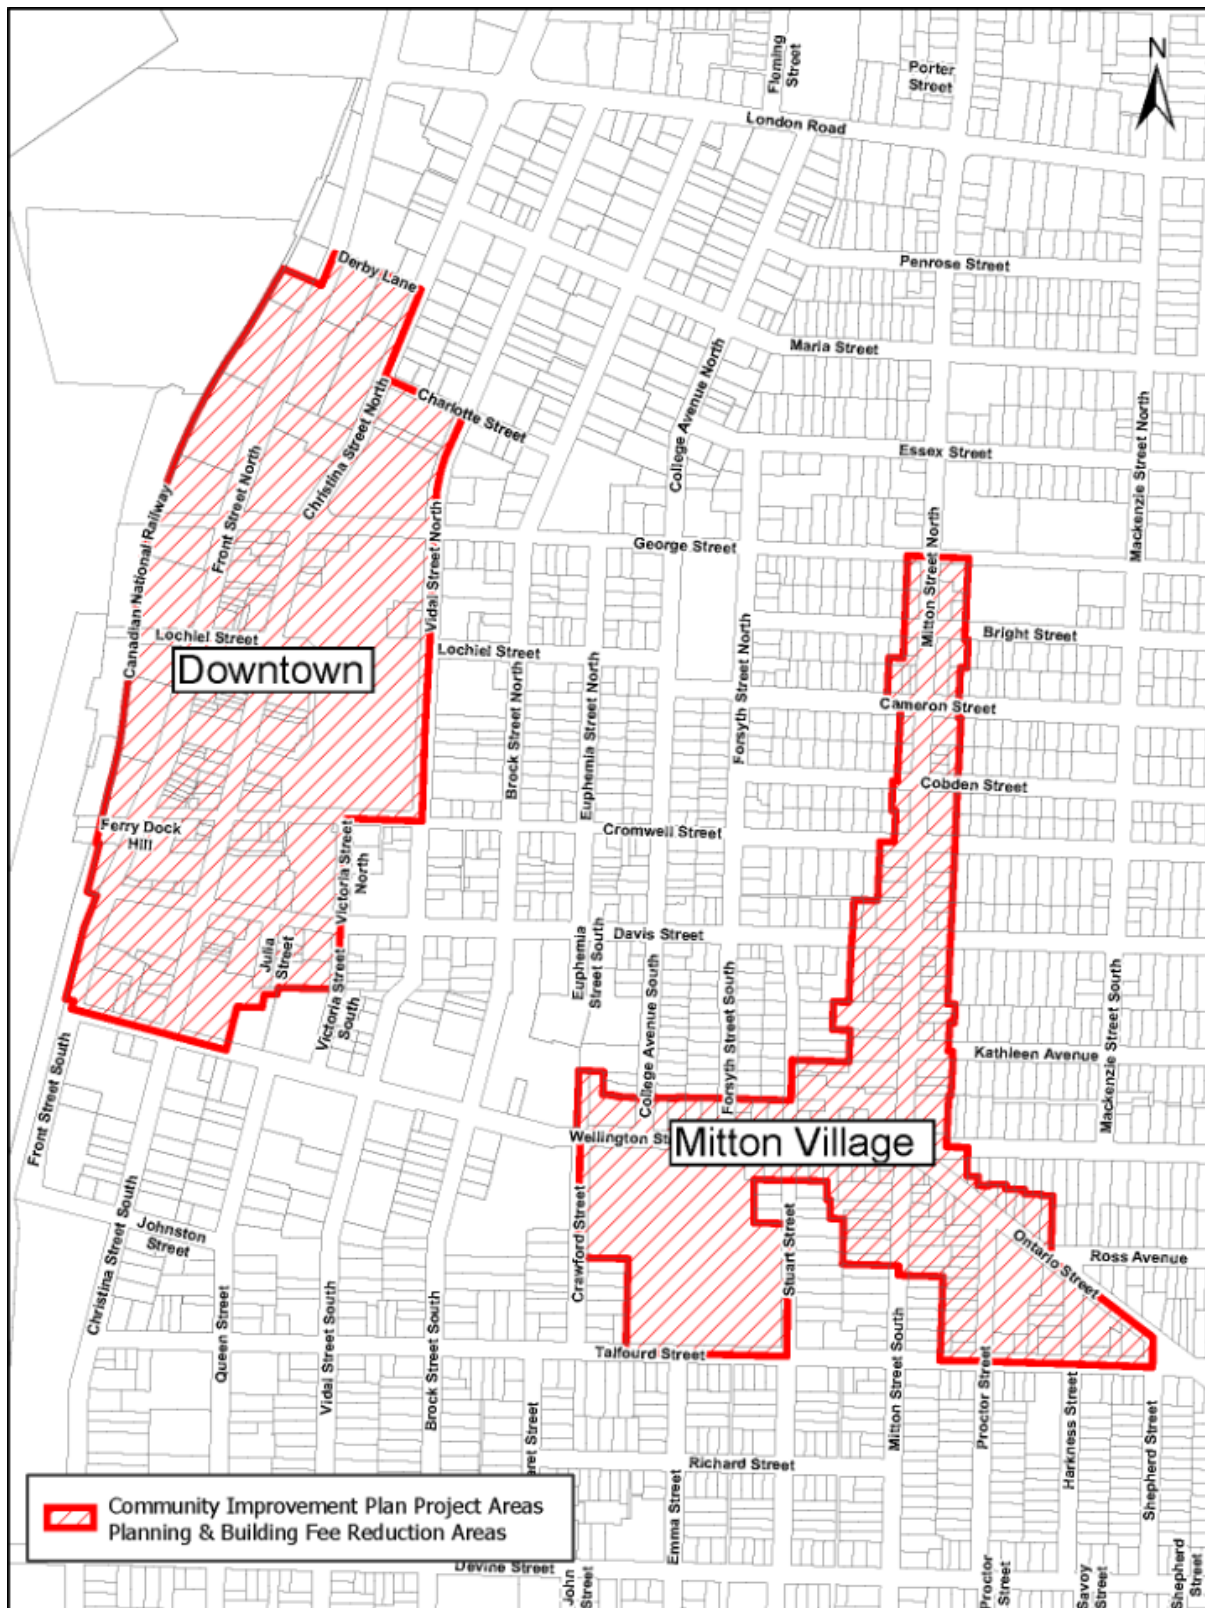 N
Fleming
Street
Porter
Street
London Road
Penrose Street
Derby Lane
Maria Street
College Avenue North
Charlotte Street
Christina Street North
Essex Street
Mackenzie Street North
Front Street North
Canadian National Railway
Vidal Street North
George Street
Mitton Street North
Bright Street
Lochiel Street
Lochiel Street
Downtown
Brock Street North
Euphemia Street North
Forsyth Street North
Cameron Street
Cobden Street
Ferry Dock
Hill
Cromwell Street
Victoria Street
North
Davis Street
Julia
Street
Euphemia
Street South
College Avenue South
Forsyth Street South
Mackenzie Street South
Victoria Street
South
Kathleen Avenue
Front Street South
Wellington St
Mitton Village
Christina Street South
Johnston
Street
Crawford Street
Stuart Street
Ontario Street
Ross Avenue
Queen Street
Vidal Street South
Brock Street South
Talfourd Street
Mitton Street South
Proctor Street
Harkness Street
Shepherd Street
aret Street
Richard Street
Emma Street
Community Improvement Plan Project Areas
Planning & Building Fee Reduction Areas
Devine Street
John
Street
Proctor
Street
Savoy
Street
Shepherd
Street